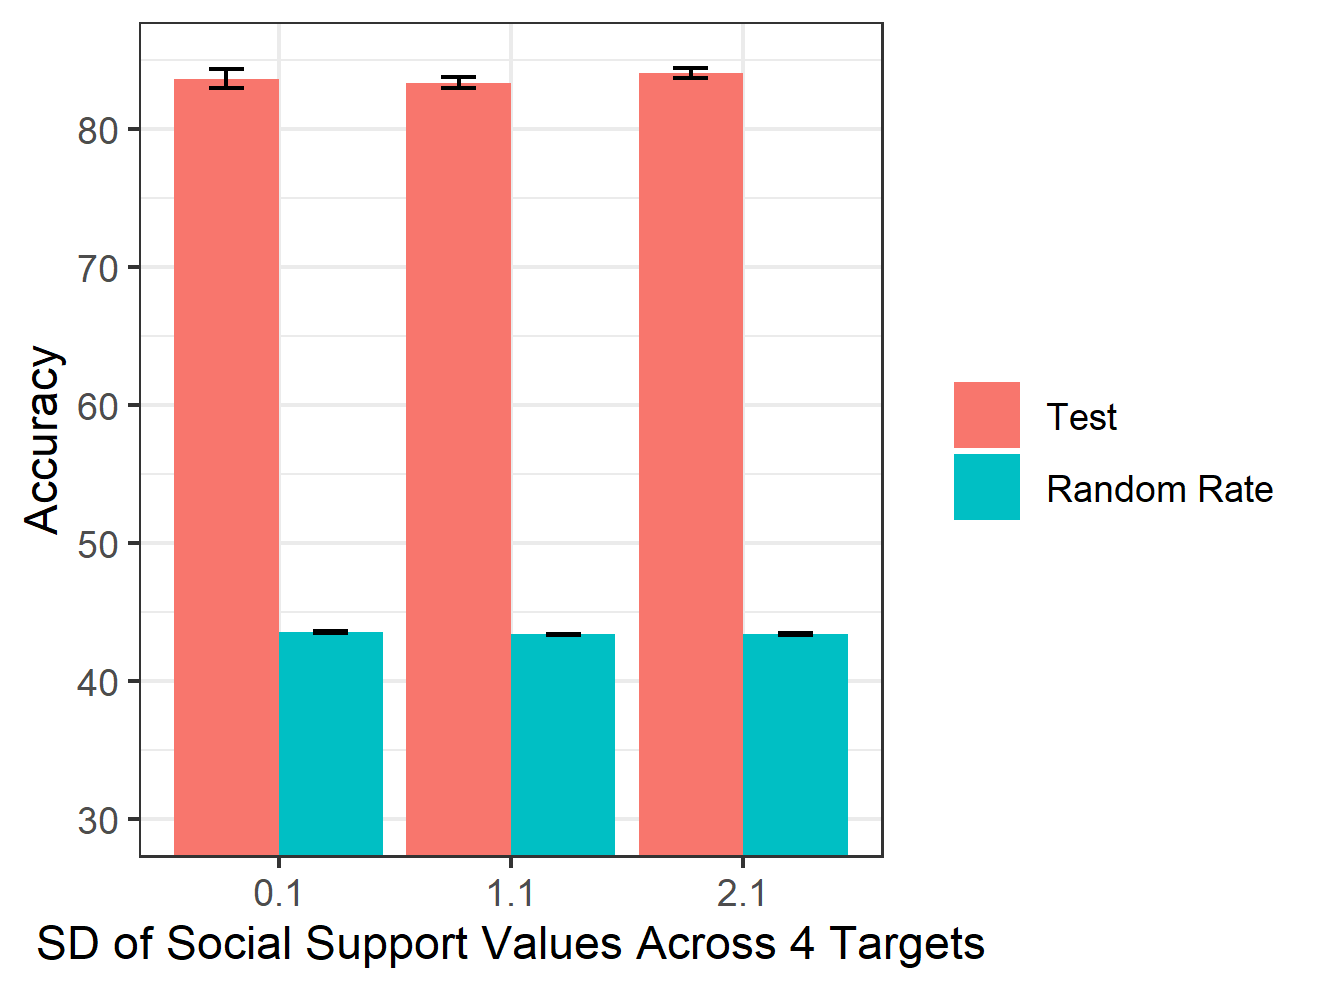 80
70
60
50
40
30
Accuracy
0.1 1.1 2.1
SD of Social Support Values Across 4 Targets
Test
Random Rate